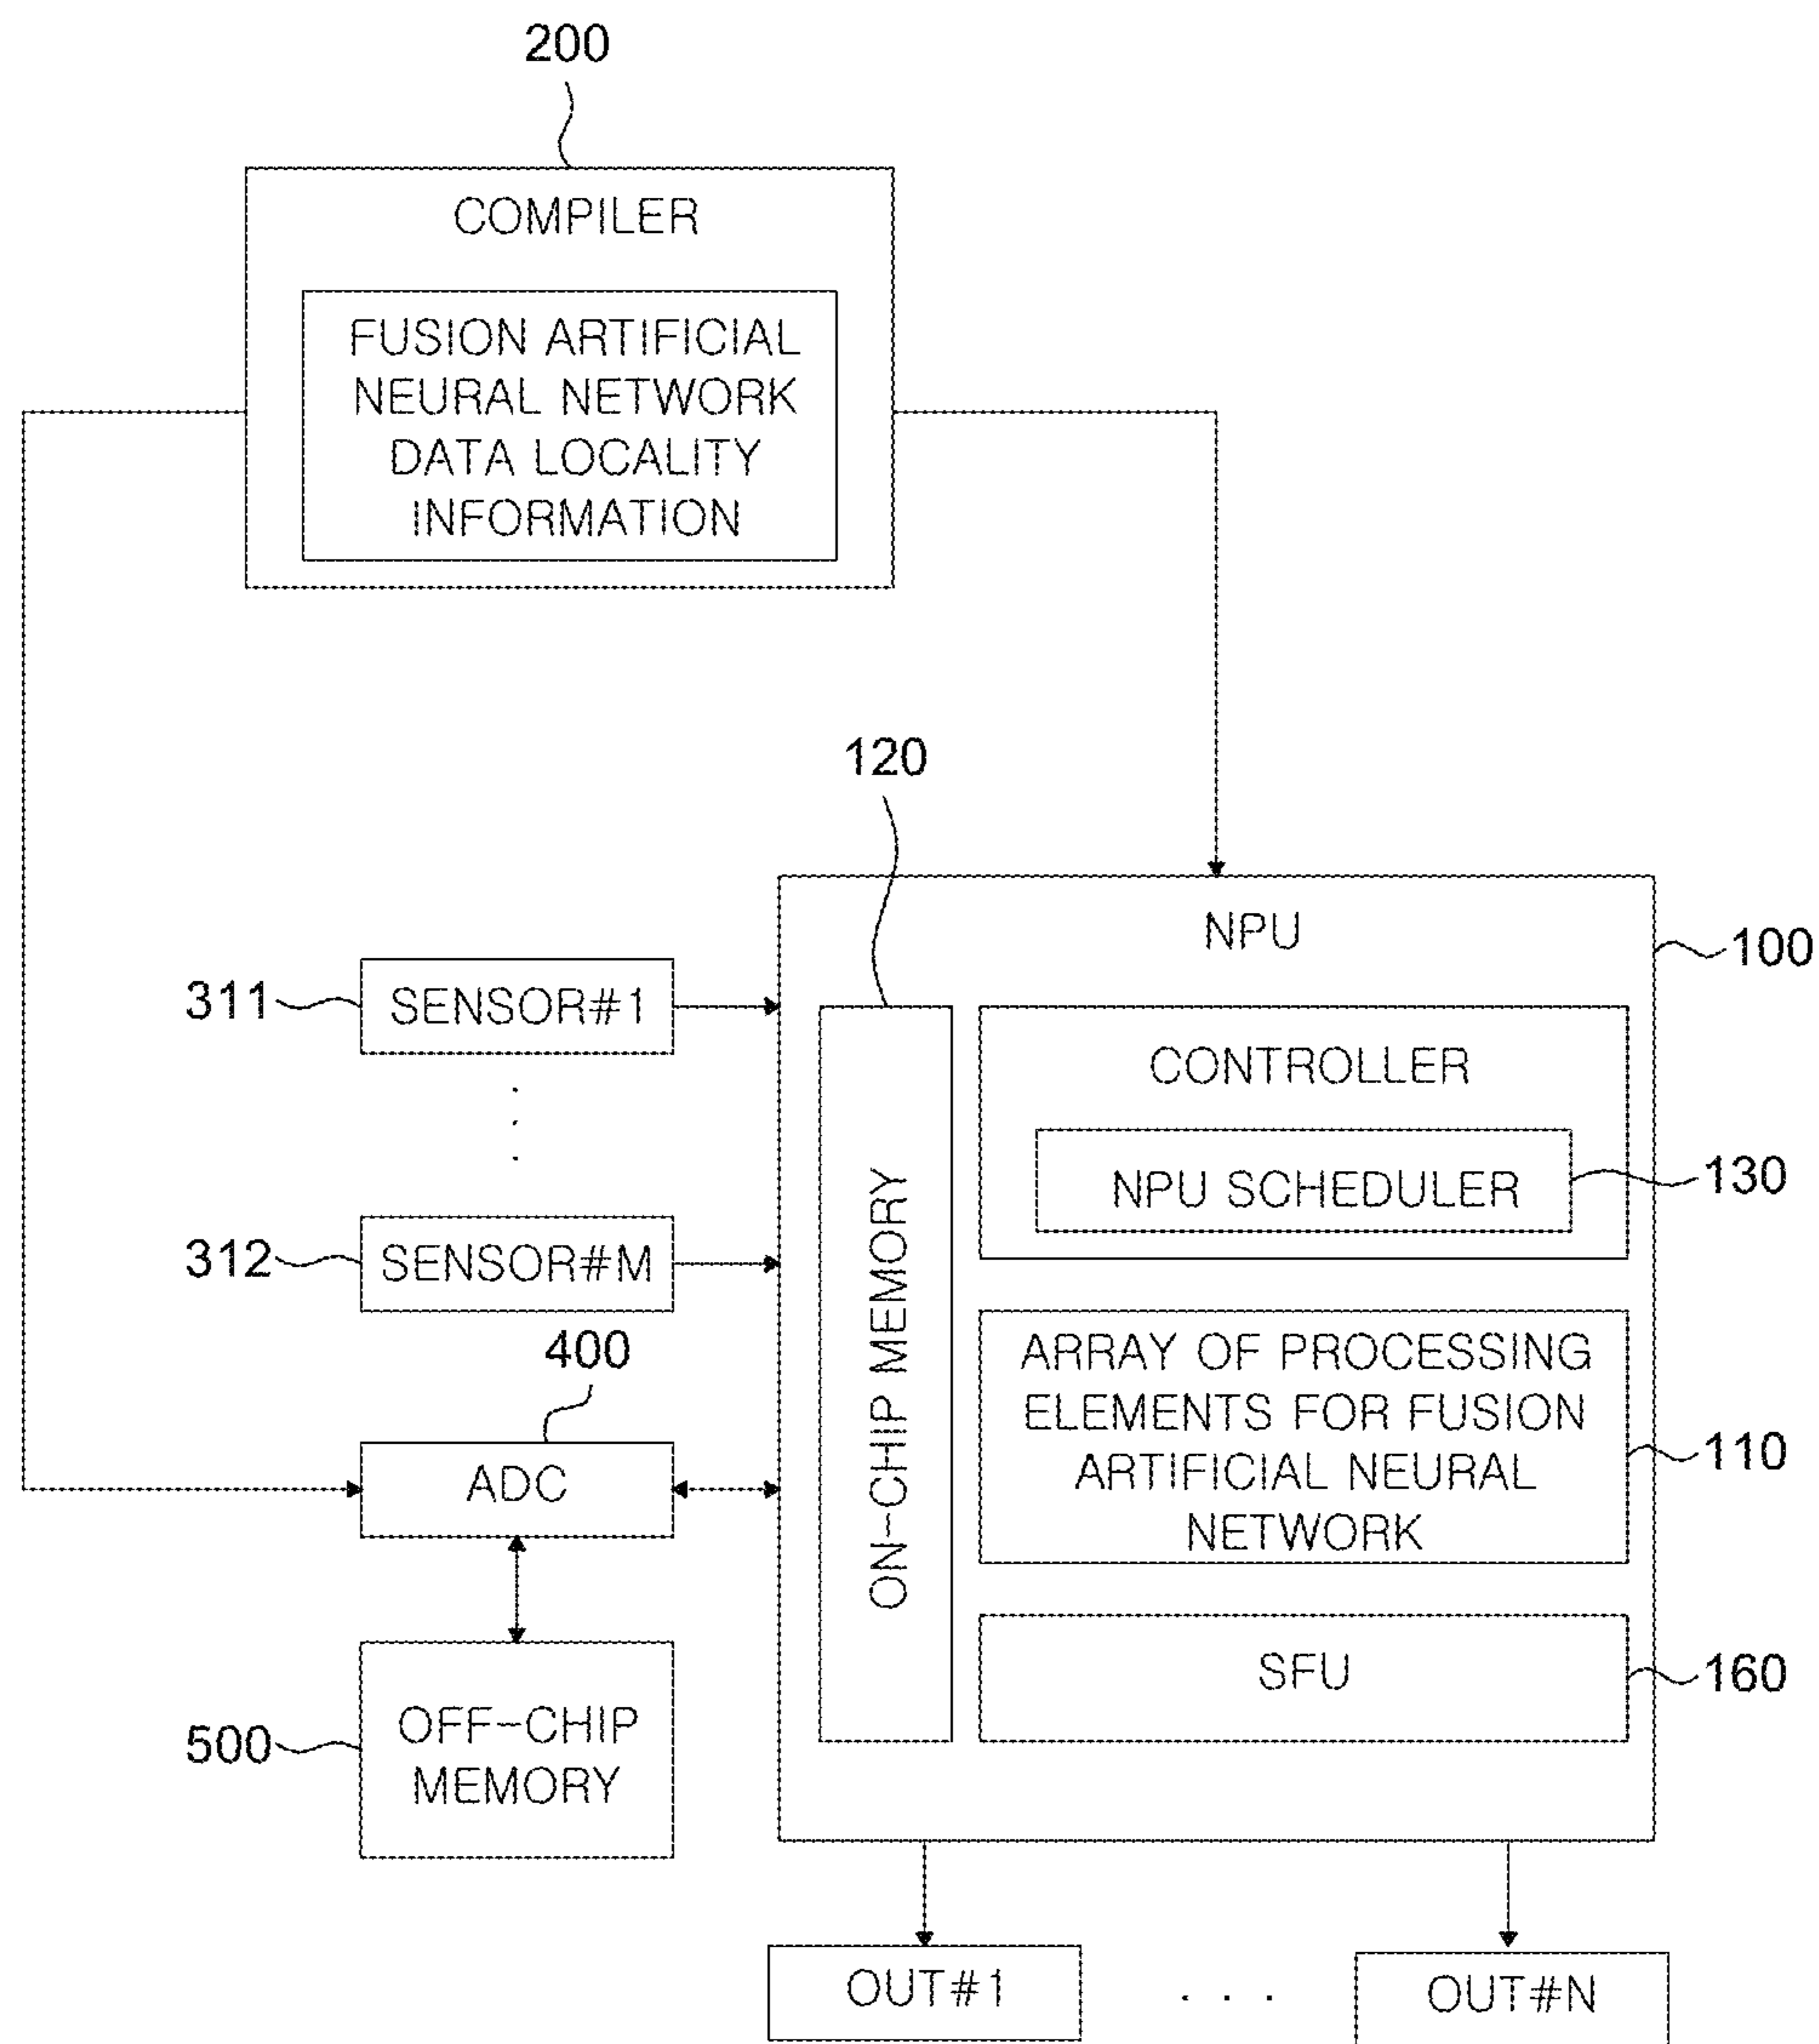 200
COMPILER
FUSION ARTIFICIAL
NEURAL NETWORK
DATA LOCALITY
INFORMATION
120
NPU
100
311
SENSOR#1
CONTROLLER
NPU SCHEDULER
130
312
SENSOR#M
ON-CHIP MEMORY
ARRAY OF PROCESSING
ELEMENTS FOR FUSION
ARTIFICIAL NEURAL
NETWORK
110
400
ADC
SFU
160
500
OFF-CHIP
MEMORY
OUT#1
. . .
OUT#N